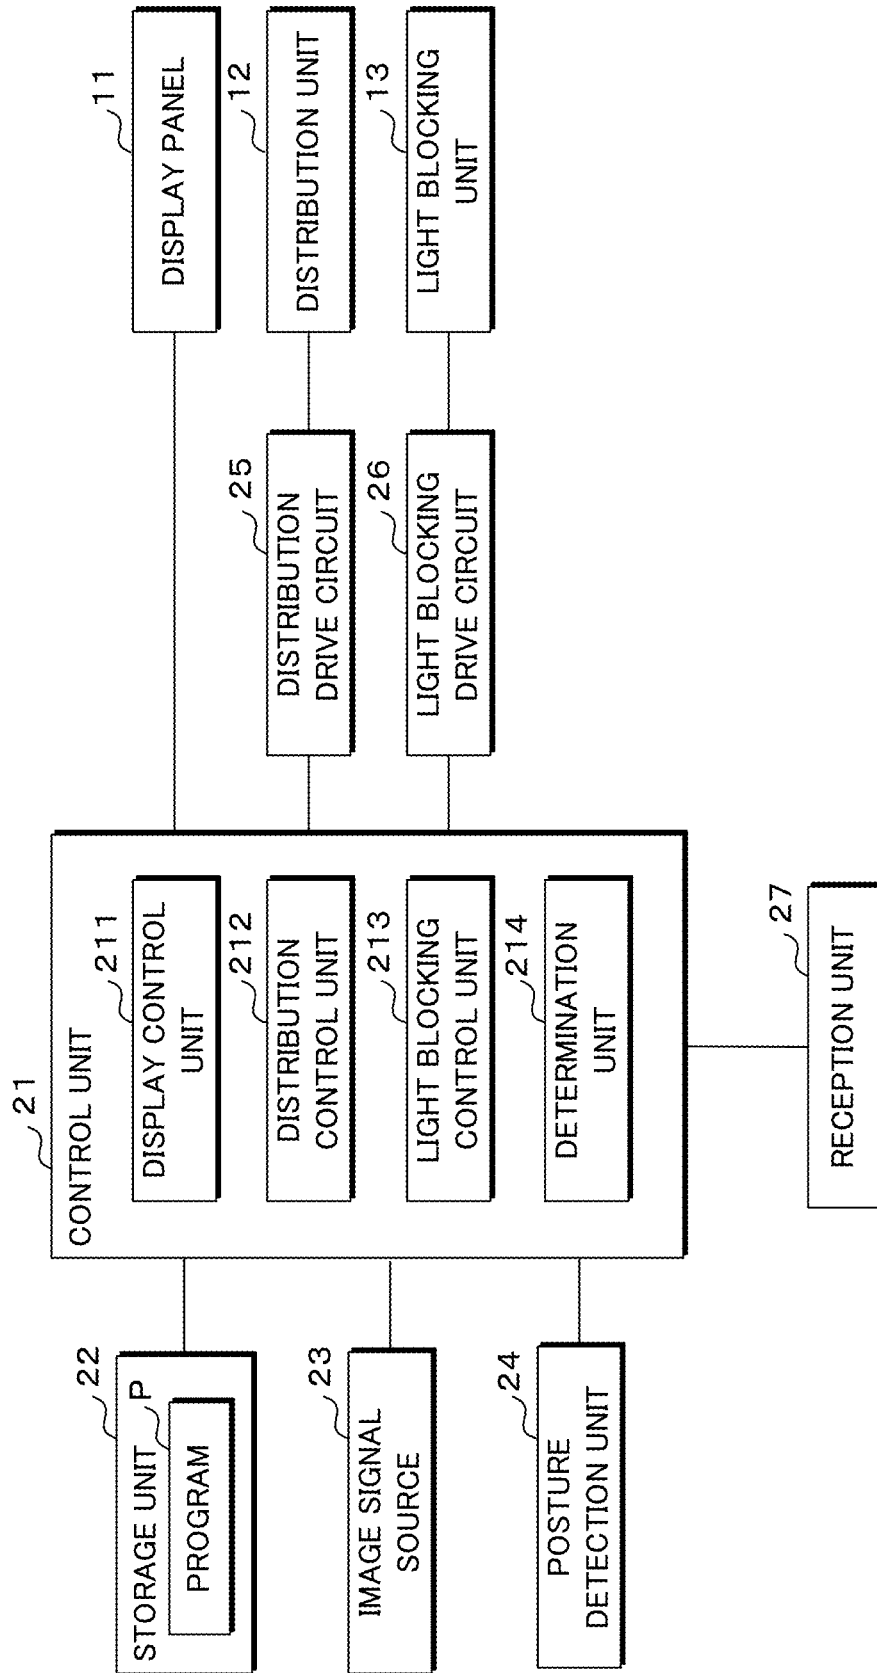 22
STORAGE UNIT
P
PROGRAM
23
IMAGE SIGNAL
SOURCE
24
POSTURE
DETECTION UNIT
21
CONTROL UNIT
211
DISPLAY CONTROL
UNIT
212
DISTRIBUTION
CONTROL UNIT
213
LIGHT BLOCKING
CONTROL UNIT
214
DETERMINATION
UNIT
27
RECEPTION UNIT
25
DISTRIBUTION
DRIVE CIRCUIT
26
LIGHT BLOCKING
DRIVE CIRCUIT
11
DISPLAY PANEL
12
DISTRIBUTION UNIT
13
LIGHT BLOCKING
UNIT